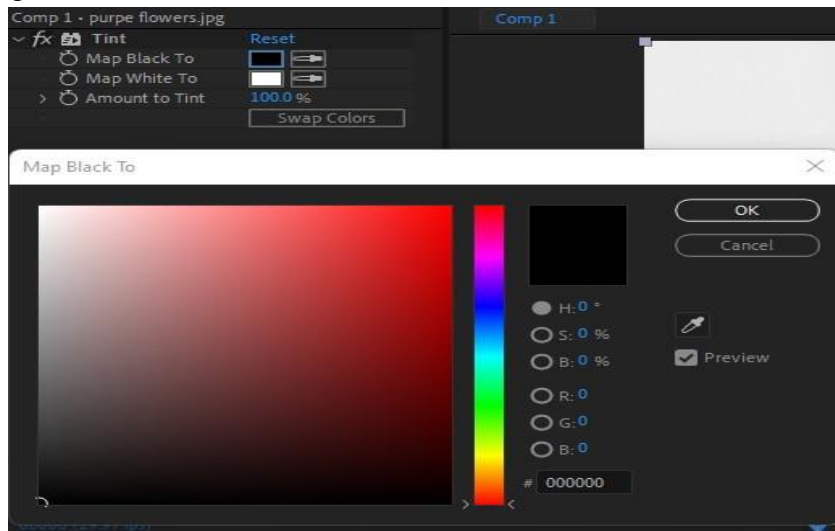 Comp 1 • purpe flowers.jpg
Comp 1
fx Tint Reset
Map Black To
Map White To
Amount to Tint 100.0 %
Swap Colors
Map Black To
OK
Cancel
H: 0 °
S: 0 %
B: 0 %
Preview
R: 0
G: 0
B: 0
# 000000